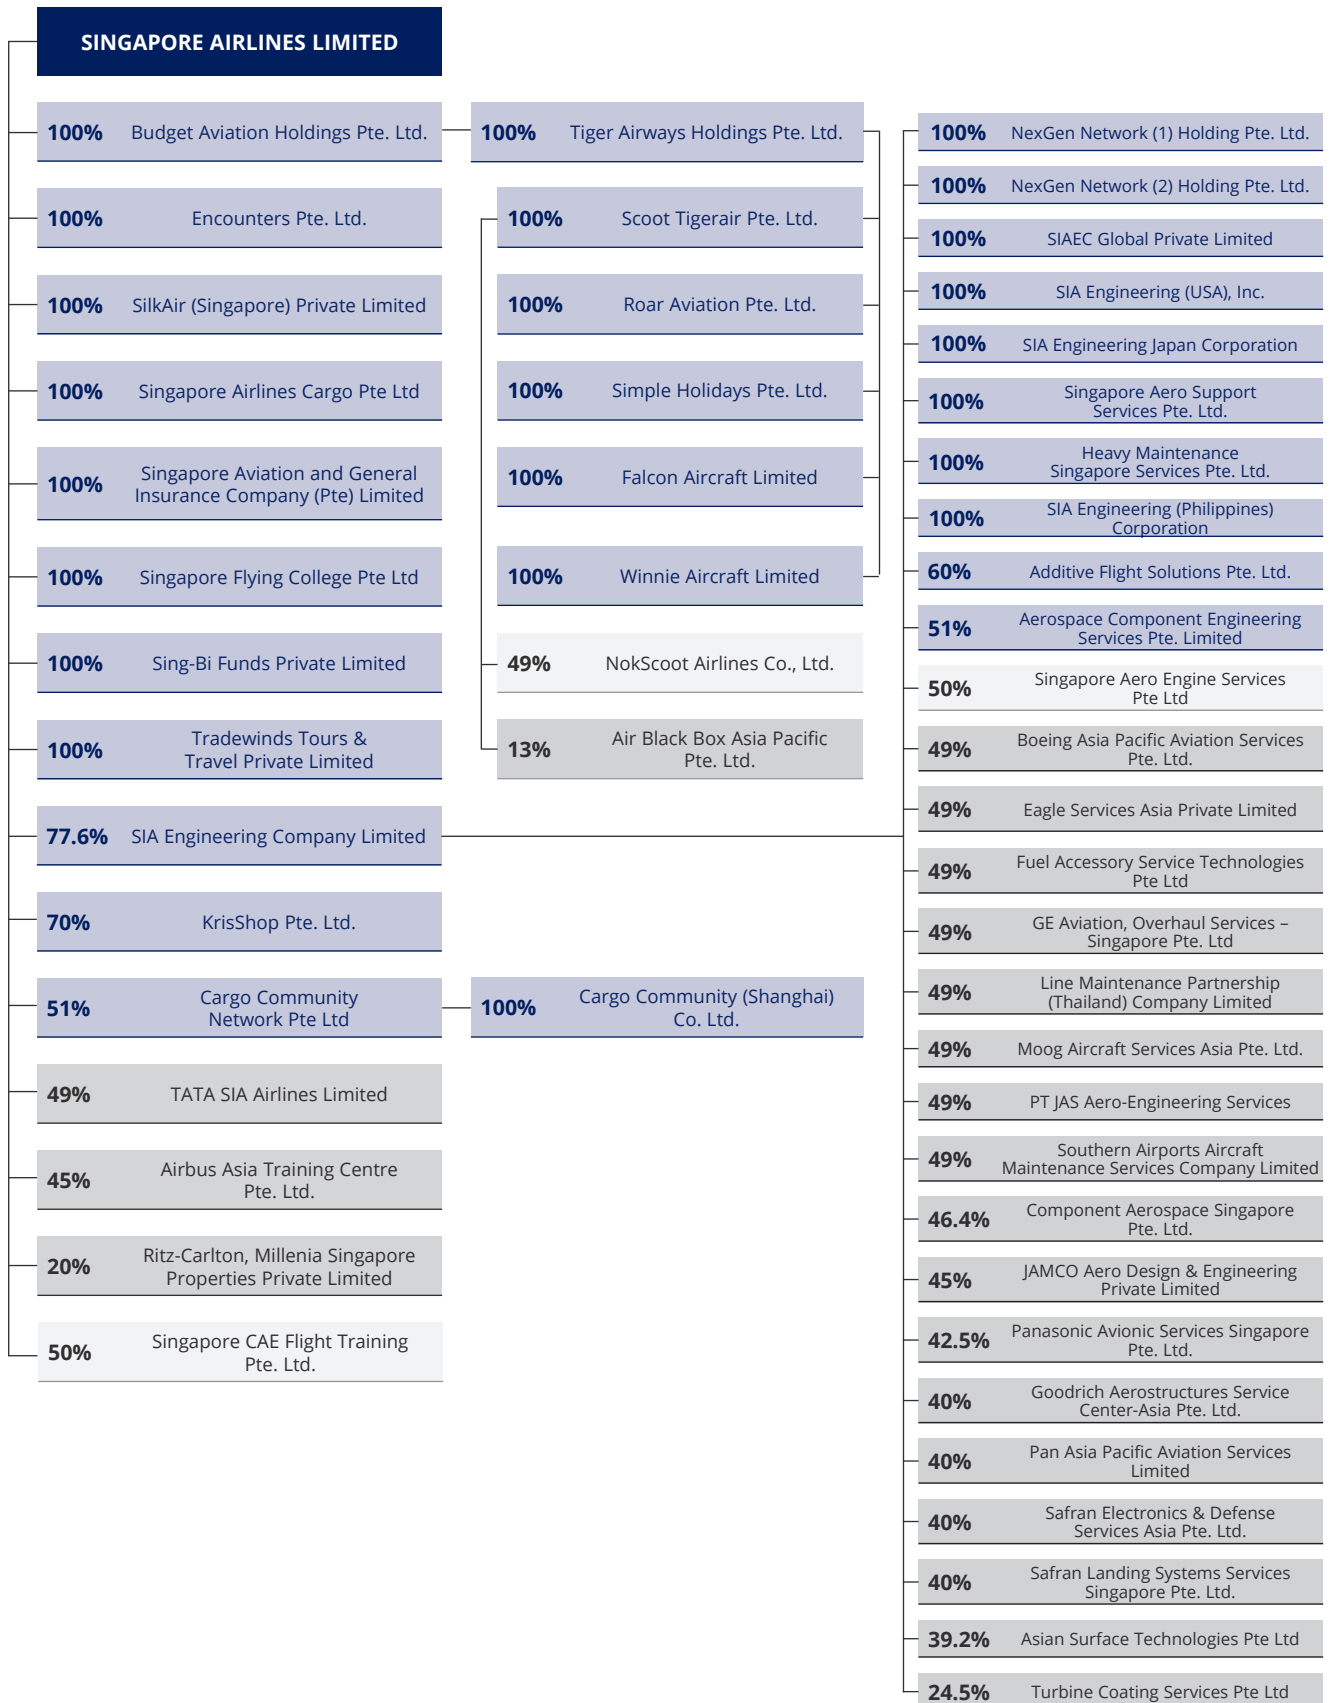 SINGAPORE AIRLINES LIMITED
100% Budget Aviation Holdings Pte. Ltd.
100% Encounters Pte. Ltd.
100% SilkAir (Singapore) Private Limited
100% Singapore Airlines Cargo Pte Ltd
100% Singapore Aviation and General
Insurance Company (Pte) Limited
100% Singapore Flying College Pte Ltd
100% Sing-Bi Funds Private Limited
100% Tradewinds Tours &
Travel Private Limited
77.6% SIA Engineering Company Limited
70% KrisShop Pte. Ltd.
51% Cargo Community
Network Pte Ltd
49% TATA SIA Airlines Limited
45% Airbus Asia Training Centre
Pte. Ltd.
20% Ritz-Carlton, Millenia Singapore
Properties Private Limited
50% Singapore CAE Flight Training
Pte. Ltd.
100% Tiger Airways Holdings Pte. Ltd.
100% Scoot Tigerair Pte. Ltd.
100% Roar Aviation Pte. Ltd.
100% Simple Holidays Pte. Ltd.
100% Falcon Aircraft Limited
100% Winnie Aircraft Limited
49% NokScoot Airlines Co., Ltd.
13% Air Black Box Asia Pacific
Pte. Ltd.
100% Cargo Community (Shanghai)
Co. Ltd.
100% NexGen Network (1) Holding Pte. Ltd.
100% NexGen Network (2) Holding Pte. Ltd.
100% SIAEC Global Private Limited
100% SIA Engineering (USA), Inc.
100% SIA Engineering Japan Corporation
100% Singapore Aero Support
Services Pte. Ltd.
100% Heavy Maintenance
Singapore Services Pte. Ltd.
100% SIA Engineering (Philippines)
Corporation
60% Additive Flight Solutions Pte. Ltd.
51% Aerospace Component Engineering
Services Pte. Limited
50% Singapore Aero Engine Services
Pte Ltd
49% Boeing Asia Pacific Aviation Services
Pte. Ltd.
49% Eagle Services Asia Private Limited
49% Fuel Accessory Service Technologies
Pte Ltd
49% GE Aviation, Overhaul Services –
Singapore Pte. Ltd
49% Line Maintenance Partnership
(Thailand) Company Limited
49% Moog Aircraft Services Asia Pte. Ltd.
49% PT JAS Aero-Engineering Services
49% Southern Airports Aircraft
Maintenance Services Company Limited
46.4% Component Aerospace Singapore
Pte. Ltd.
45% JAMCO Aero Design & Engineering
Private Limited
42.5% Panasonic Avionic Services Singapore
Pte. Ltd.
40% Goodrich Aerostructures Service
Center-Asia Pte. Ltd.
40% Pan Asia Pacific Aviation Services
Limited
40% Safran Electronics & Defense
Services Asia Pte. Ltd.
40% Safran Landing Systems Services
Singapore Pte. Ltd.
39.2% Asian Surface Technologies Pte Ltd
24.5% Turbine Coating Services Pte Ltd